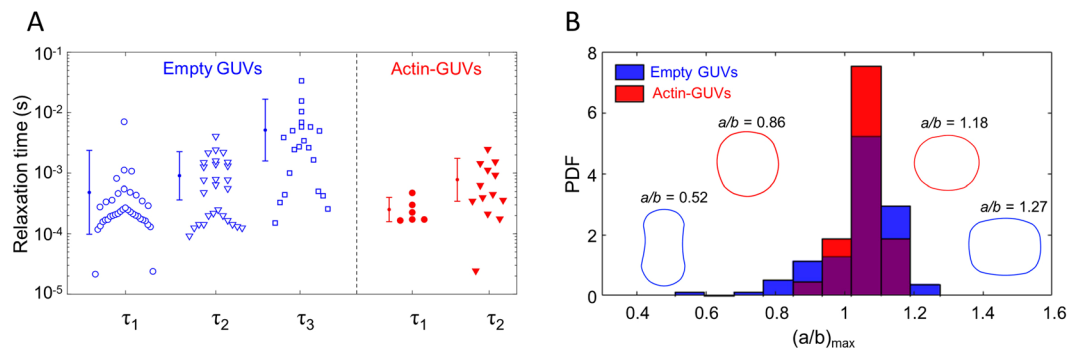 A
Relaxation time (s)
10-1
10-2
10-3
10-4
10-5
Empty GUVs
Actin-GUVs
τ1
τ2
τ3
τ1
τ2
B
PDF
8
6
4
2
0
Empty GUVs
Actin-GUVs
a/b = 0.86
a/b = 1.18
a/b = 0.52
a/b = 1.27
0.4
0.6
0.8
1
1.2
1.4
1.6
(a/b)max